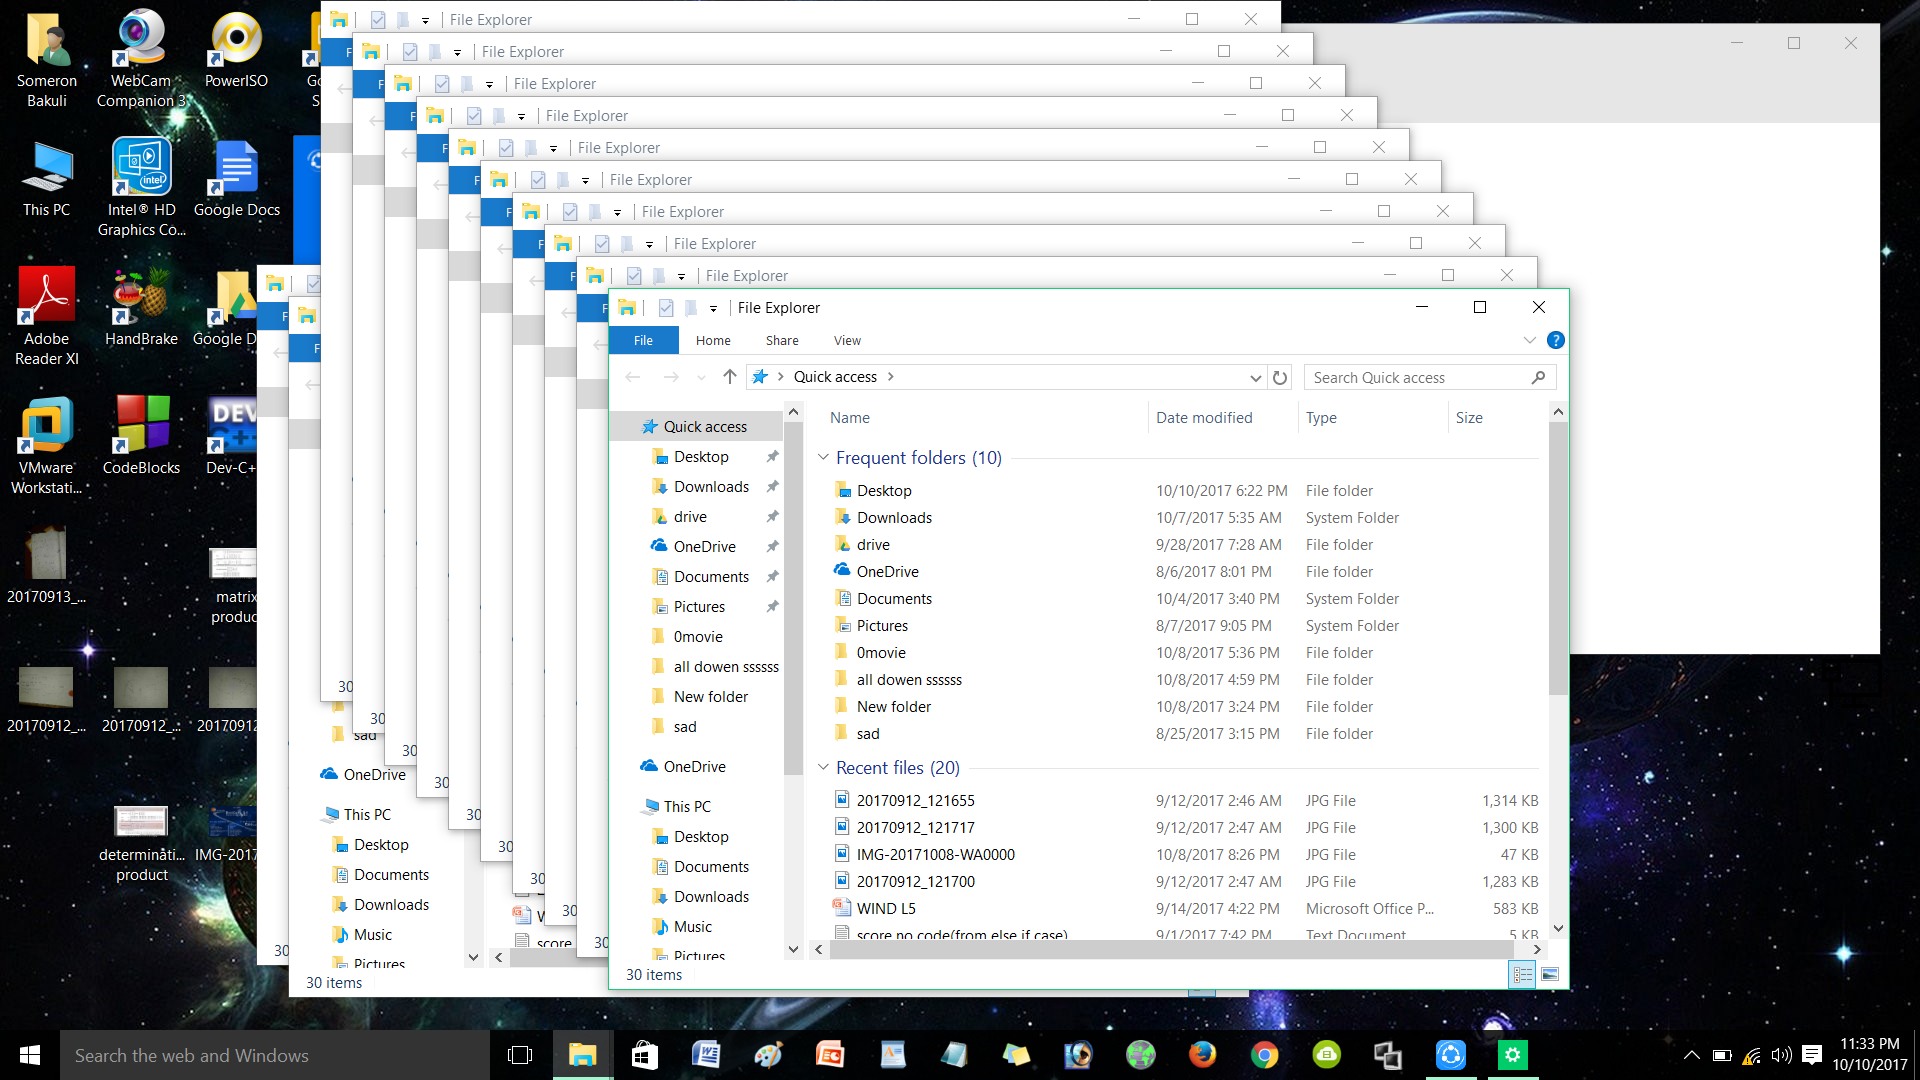 Someron
Bakuli
WebCam
Companion 3
PowerISO
This PC
Intel® HD
Graphics Co...
Google Docs
Adobe
Reader XI
HandBrake
Google D
VMware
Workstati...
CodeBlocks
Dev-C+
20170913_...
matrix
produc
20170912_...
20170912_...
20170912
determinati...
product
IMG-2017
File Explorer
File Explorer
File Explorer
File Explorer
File Explorer
File Explorer
File Explorer
File Explorer
File Explorer
File Explorer
File
Home
Share
View
Quick access
Search Quick access
Quick access
Desktop
Downloads
drive
OneDrive
Documents
Pictures
0movie
all dowen ssssss
New folder
sad
OneDrive
This PC
Desktop
Documents
Downloads
Music
Pictures
Name Date modified Type Size
Frequent folders (10)
Desktop 10/10/2017 6:22 PM File folder
Downloads 10/7/2017 5:35 AM System Folder
drive 9/28/2017 7:28 AM File folder
OneDrive 8/6/2017 8:01 PM File folder
Documents 10/4/2017 3:40 PM System Folder
Pictures 8/7/2017 9:05 PM System Folder
0movie 10/8/2017 5:36 PM File folder
all dowen ssssss 10/8/2017 4:59 PM File folder
New folder 10/8/2017 3:24 PM File folder
sad 8/25/2017 3:15 PM File folder
Recent files (20)
20170912_121655 9/12/2017 2:46 AM JPG File 1,314 KB
20170912_121717 9/12/2017 2:47 AM JPG File 1,300 KB
IMG-20171008-WA0000 10/8/2017 8:26 PM JPG File 47 KB
20170912_121700 9/12/2017 2:47 AM JPG File 1,283 KB
WIND L5 9/14/2017 4:22 PM Microsoft Office P... 583 KB
score no code(from else if case) 9/1/2017 7:42 PM Text Document 5 KB
30 items
30
30
30
30
30
30
30
30
30
30
sad
OneDrive
This PC
Desktop
Documents
Downloads
Music
Pictures
score
30 items
Search the web and Windows
11:33 PM
10/10/2017